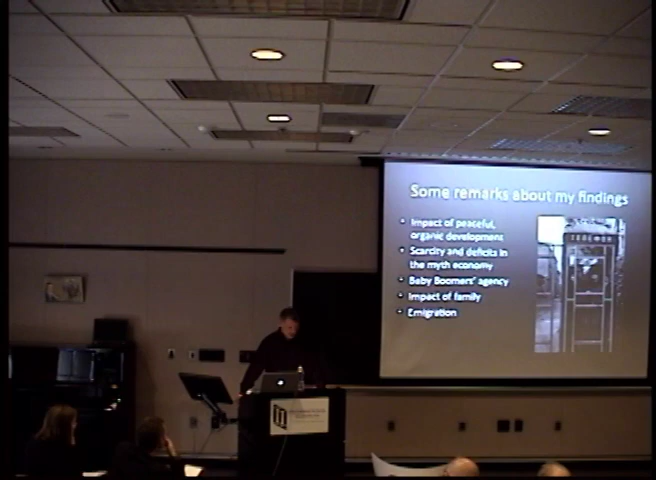 Some remarks about my findings
• Impact of peaceful,
organic development
• Scarcity and deficits in
the myth economy
• Baby Boomers' agency
• Impact of family
• Emigration